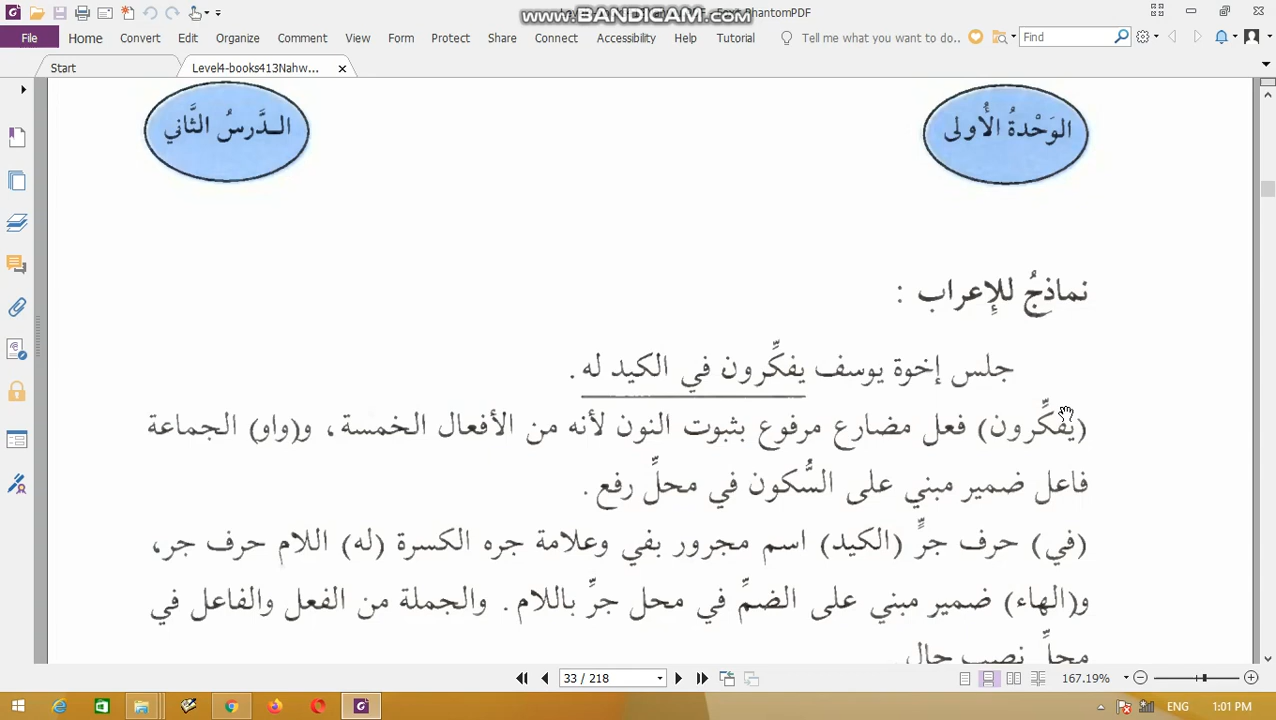 www.BANDICAM.com
PhantomPDF
File Home Convert Edit Organize Comment View Form Protect Share Connect Accessibility Help Tutorial Tell me what you want to do.. Find
Start Level4-books413Nahw...
الوَحْدةُ الأُولى
الـدَّرسُ الثَّاني
نماذجُ للإِعراب :
جلس إخوة يوسف يفكِّرون في الكيد له .
(يفكِّرون) فعل مضارع مرفوع بثبوت النون لأنه من الأفعال الخمسة، و(واو) الجماعة
فاعل ضمير مبني على السُّكون في محلِّ رفع .
(في) حرف جرٍّ (الكيد) اسم مجرور بفي وعلامة جره الكسرة (له) اللام حرف جر،
و(الهاء) ضمير مبني على الضمِّ في محل جرِّ باللام . والجملة من الفعل والفاعل في
محلِّ نصب حال
33 / 218
167.19%
ENG 1:01 PM